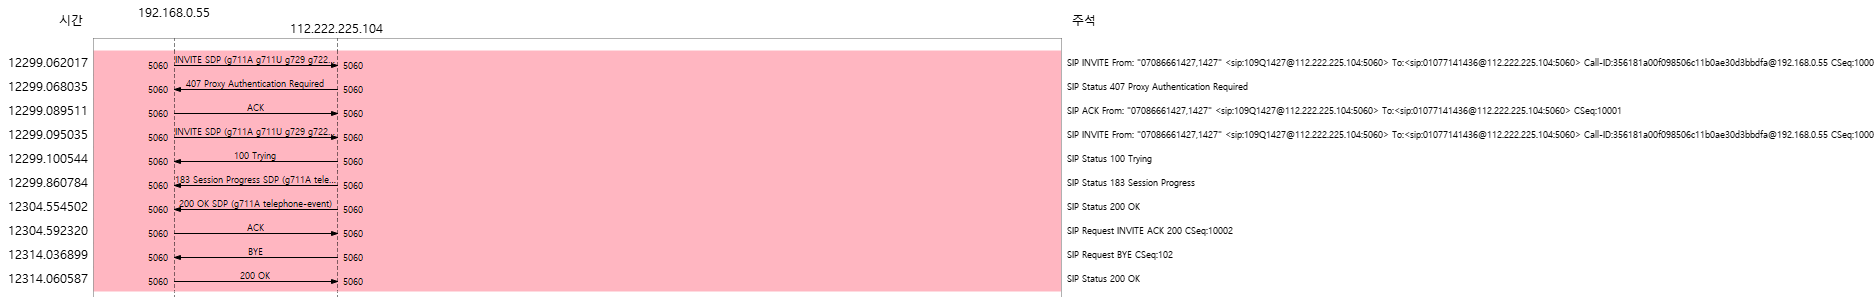 192.168.0.55
시간 주석
112.222.225.104
12299.062017 5060 INVITE SDP (g711A g711U g729 g722... 5060 SIP INVITE From: "07086661427,1427" <sip:109Q1427@112.222.225.104:5060> To:<sip:01077141436@112.222.225.104:5060> Call-ID:356181a00f098506c11b0ae30d3bbdfa@192.168.0.55 CSeq:1000
12299.068035 5060 407 Proxy Authentication Required 5060 SIP Status 407 Proxy Authentication Required
12299.089511 5060 ACK 5060 SIP ACK From: "07086661427,1427" <sip:109Q1427@112.222.225.104:5060> To:<sip:01077141436@112.222.225.104:5060> CSeq:10001
12299.095035 5060 INVITE SDP (g711A g711U g729 g722... 5060 SIP INVITE From: "07086661427,1427" <sip:109Q1427@112.222.225.104:5060> To:<sip:01077141436@112.222.225.104:5060> Call-ID:356181a00f098506c11b0ae30d3bbdfa@192.168.0.55 CSeq:1000
12299.100544 5060 100 Trying 5060 SIP Status 100 Trying
12299.860784 5060 183 Session Progress SDP (g711A tele... 5060 SIP Status 183 Session Progress
12304.554502 5060 200 OK SDP (g711A telephone-event) 5060 SIP Status 200 OK
12304.592320 5060 ACK 5060 SIP Request INVITE ACK 200 CSeq:10002
12314.036899 5060 BYE 5060 SIP Request BYE CSeq:102
12314.060587 5060 200 OK 5060 SIP Status 200 OK